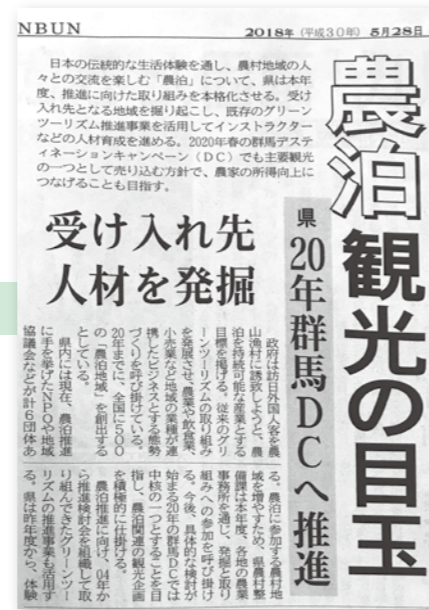 NBUN
2018年 (平成30年) 5月28日
日本の伝統的な生活体験を通し、農村地域の人
々との交流を楽しむ「農泊」について、県は本年
度、推進に向けた取り組みを本格化させる。受け
入れ先となる地域を掘り起こし、既存のグリーン
ツーリズム推進事業を活用してインストラクター
などの人材育成を進める。2020年春の群馬デステ
ィネーションキャンペーン(DC)でも主要観光
の一つとして売り込む方針で、農家の所得向上に
つなげることも目指す。
農泊 観光の目玉
県 20年群馬DCへ推進
受け入れ先
人材を発掘
政府は訪日外国人客を農
山漁村に誘致しようと、農
泊を持続可能な産業とする
目標を掲げる。従来のグリ
ーンツーリズムの取り組み
を発展させ、農業や飲食業、
小売業など地域の業種が連
携したビジネスとする態勢
づくりを呼び掛けている。
20年までに、全国に500
の「農泊地域」を創出する
としている。
県内には現在、農泊推進
に手を挙げたNPOや地域
協議会などが計6団体あ
る。農泊に参加する農村地
域を増やすため、県農村整
備課は本年度、各地の農業
事務所を通し、発掘と取り
組みへの参加を呼び掛け
る。今後、具体的な検討が
始まる20年の群馬DCでは
中核の一つとすることを目
指し、農泊関連の観光企画
を積極的に仕掛ける。
農泊推進に向け、04年か
ら推進検討会を組織して取
り組んできたグリーンツー
リズムの推進事業も活用す
る。県は昨年度から、体験